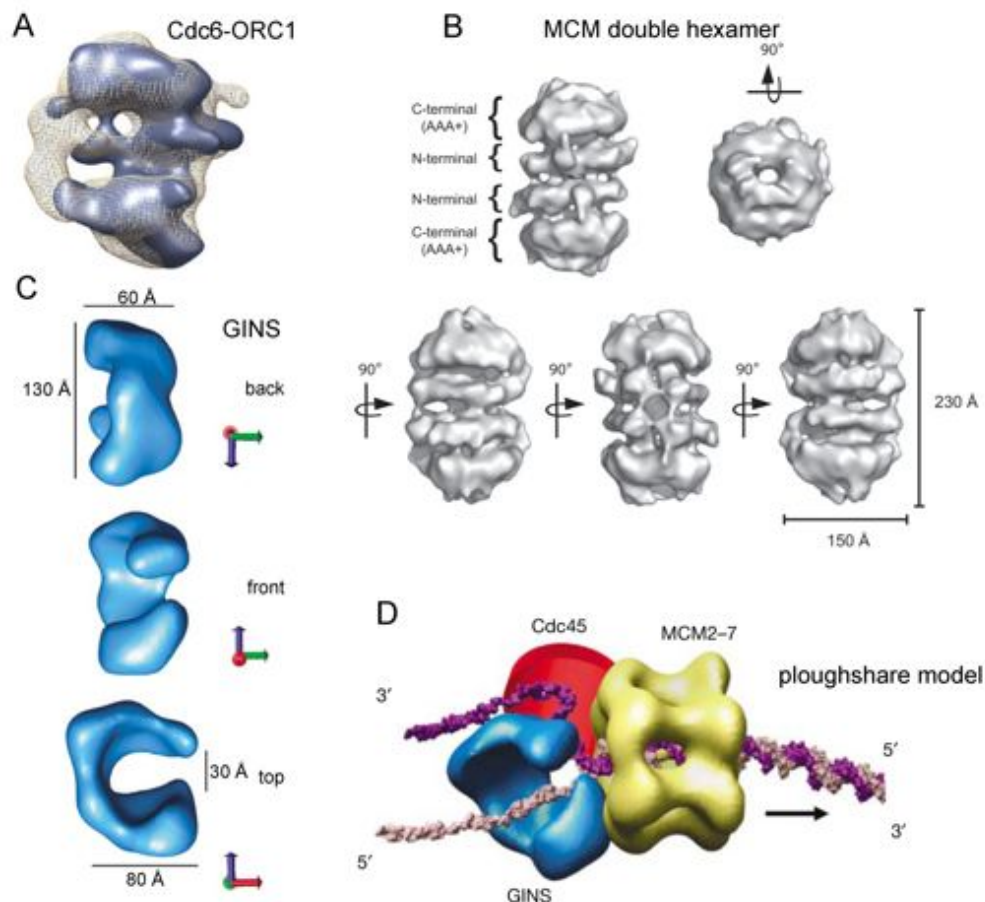 A
Cdc6-ORC1
B
MCM double hexamer
90°
C-terminal
(AAA+)
N-terminal
N-terminal
C-terminal
(AAA+)
C
60 Å
GINS
130 Å
back
front
30 Å
top
80 Å
90°
90°
90°
230 Å
150 Å
D
Cdc45
MCM2–7
ploughshare model
3′
5′
3′
5′
GINS